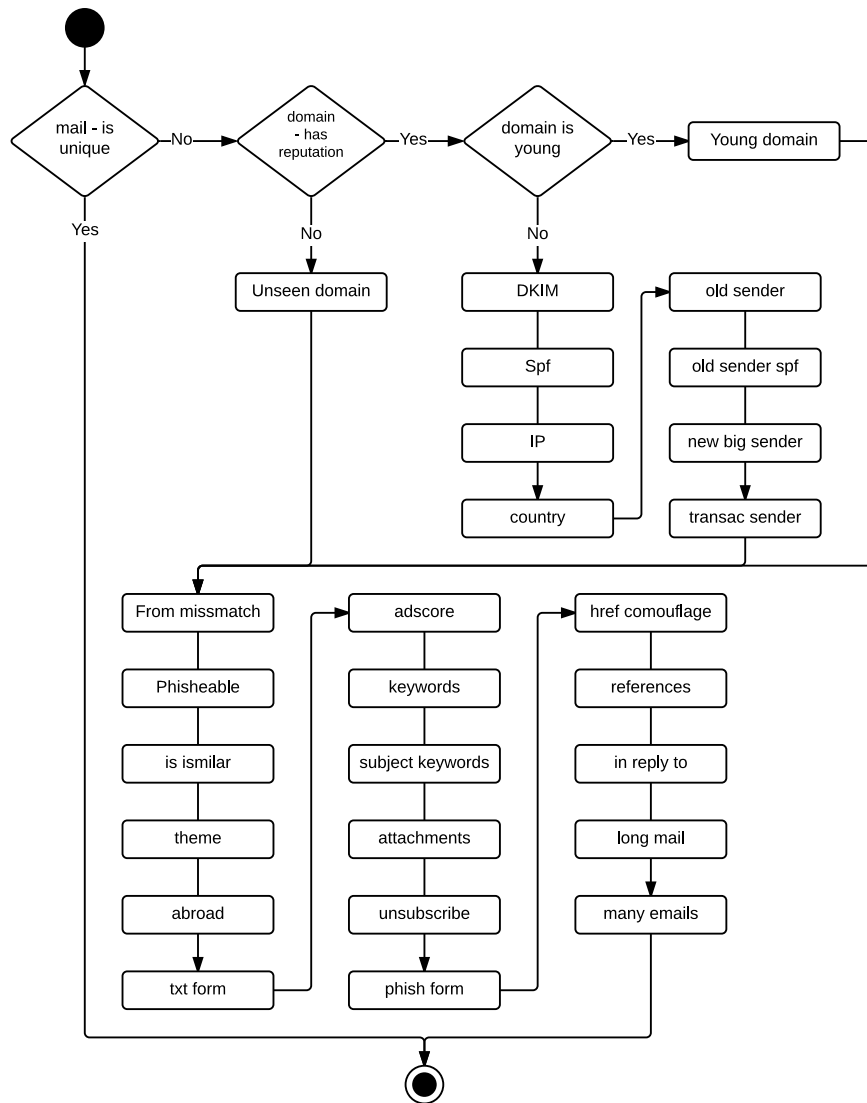 mail - is
unique
No
domain
- has
reputation
Yes
domain is
young
Yes
Young domain
Yes
No
No
Unseen domain
DKIM
old sender
Spf
old sender spf
IP
new big sender
country
transac sender
From missmatch
adscore
href comouflage
Phisheable
keywords
references
is ismilar
subject keywords
in reply to
theme
attachments
long mail
abroad
unsubscribe
many emails
txt form
phish form